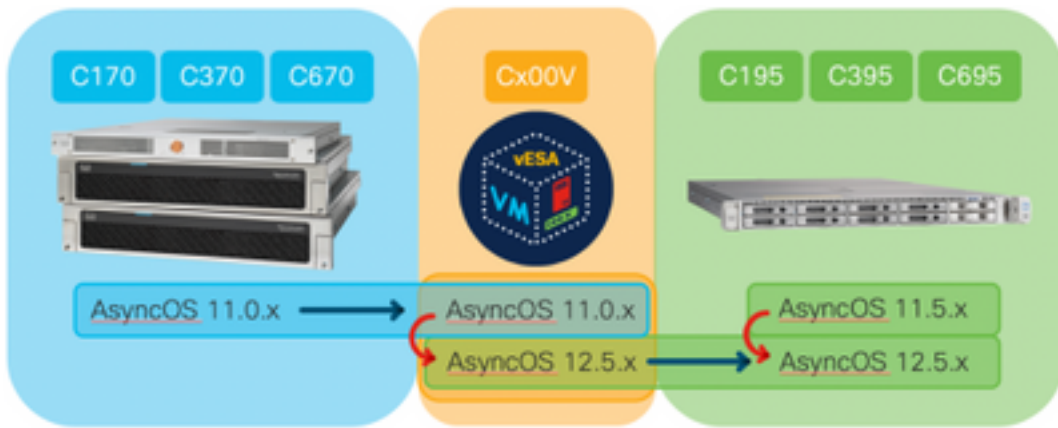 C170 C370 C670 Cx00V C195 C395 C695
vESA
VM
AsyncOS 11.0.x AsyncOS 11.0.x AsyncOS 11.5.x
AsyncOS 12.5.x AsyncOS 12.5.x